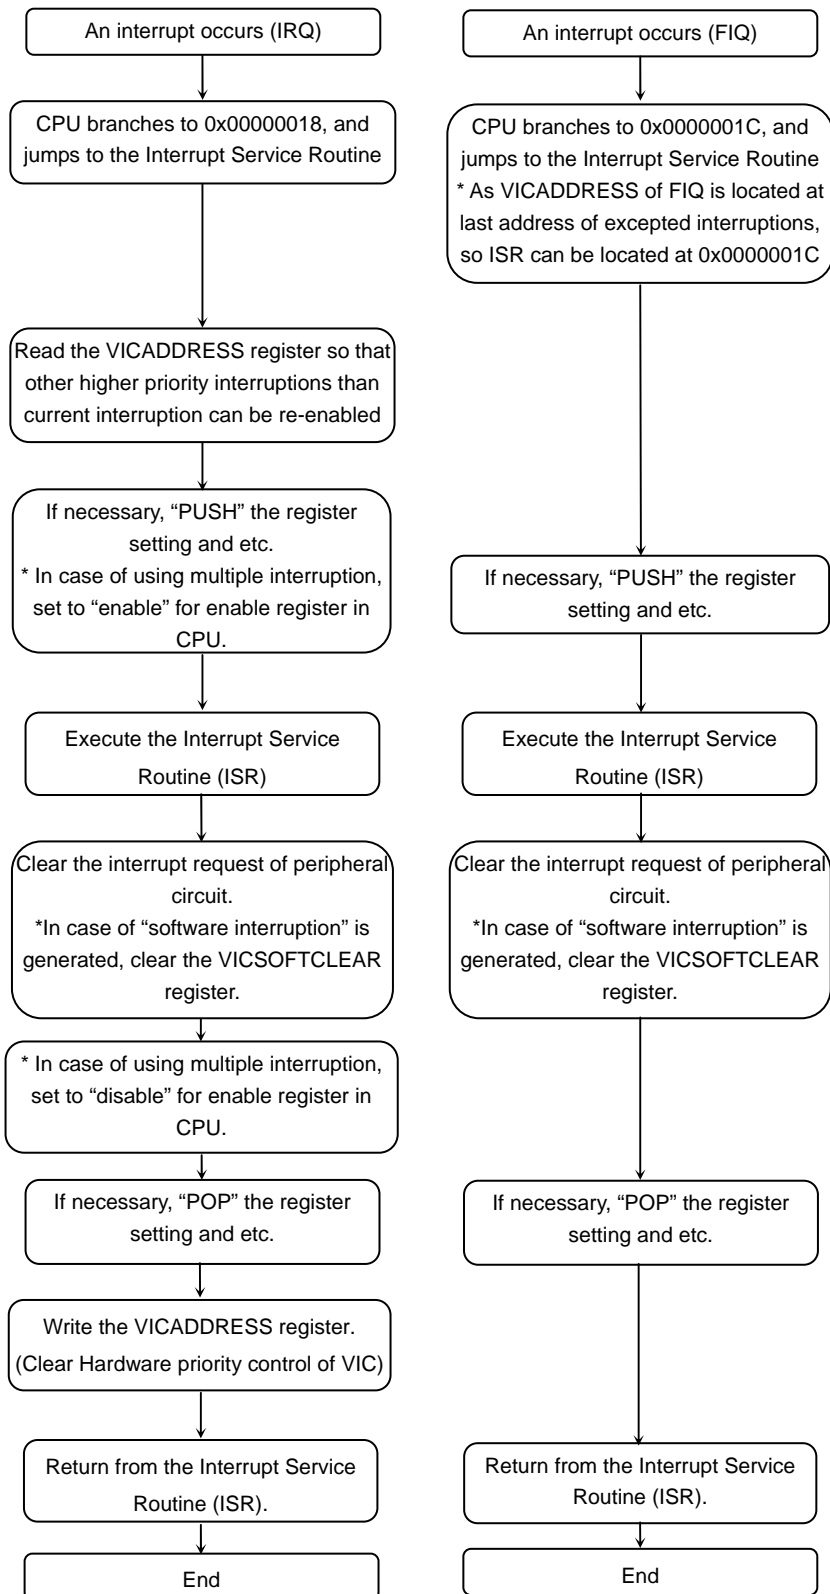 An interrupt occurs (IRQ)
CPU branches to 0x00000018, and
jumps to the Interrupt Service Routine
Read the VICADDRESS register so that
other higher priority interruptions than
current interruption can be re-enabled
If necessary, “PUSH” the register
setting and etc.
* In case of using multiple interruption,
set to “enable” for enable register in
CPU.
Execute the Interrupt Service
Routine (ISR)
Clear the interrupt request of peripheral
circuit.
*In case of “software interruption” is
generated, clear the VICSOFTCLEAR
register.
* In case of using multiple interruption,
set to “disable” for enable register in
CPU.
If necessary, “POP” the register
setting and etc.
Write the VICADDRESS register.
(Clear Hardware priority control of VIC)
Return from the Interrupt Service
Routine (ISR).
End
An interrupt occurs (FIQ)
CPU branches to 0x0000001C, and
jumps to the Interrupt Service Routine
* As VICADDRESS of FIQ is located at
last address of excepted interruptions,
so ISR can be located at 0x0000001C
If necessary, “PUSH” the register
setting and etc.
Execute the Interrupt Service
Routine (ISR)
Clear the interrupt request of peripheral
circuit.
*In case of “software interruption” is
generated, clear the VICSOFTCLEAR
register.
If necessary, “POP” the register
setting and etc.
Return from the Interrupt Service
Routine (ISR).
End